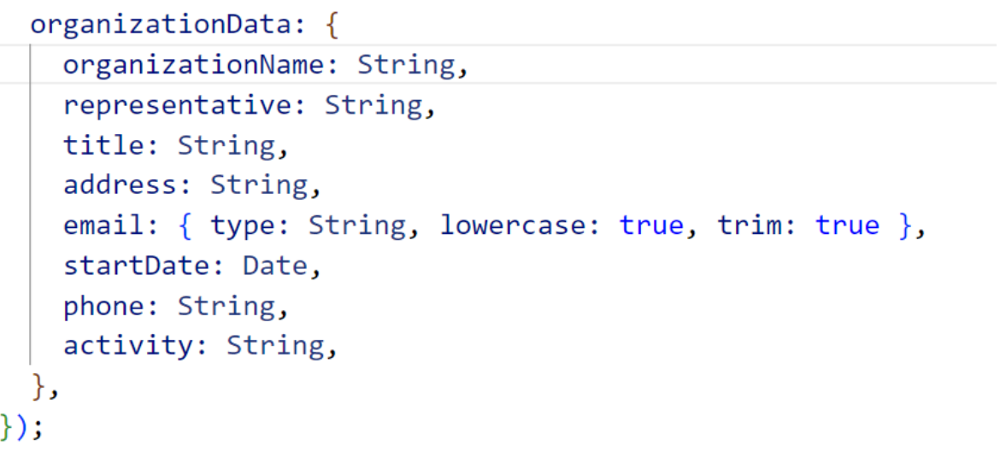 organizationData: {
organizationName: String,
representative: String,
title: String,
address: String,
email: { type: String, lowercase: true, trim: true },
startDate: Date,
phone: String,
activity: String,
},
});